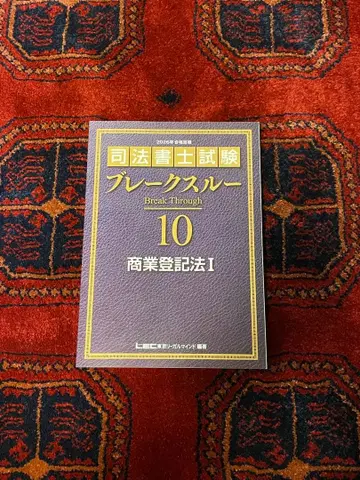 2026年合格目標
司法書士試験
ブレークスルー
Break Through
10
商業登記法I
LEC東京リーガルマインド 編著